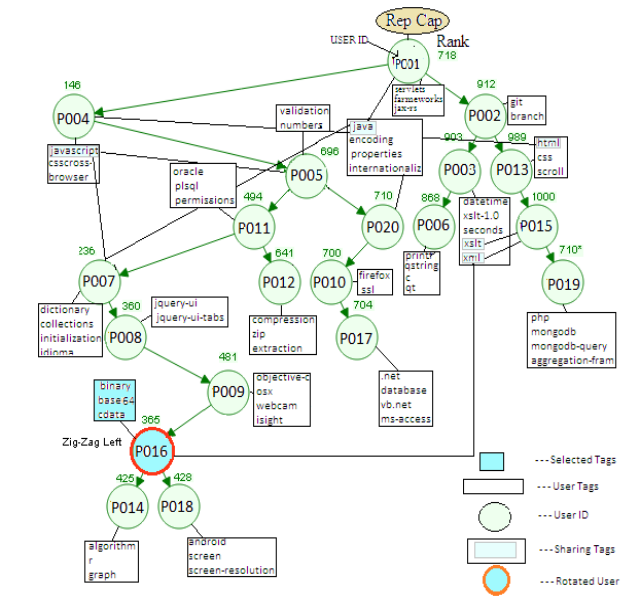 Rep Cap
USER ID
Rank
P001
718
servlets
frameworks
jax-rs
146
P004
912
P002
git
branch
validation
numbers
java
encoding
properties
internationaliz
javascript
csscross-
browser
696
P005
903
P003
989
P013
html
css
scroll
oracle
plsql
permissions
494
P011
710
P020
868
P006
datetime
xslt-1.0
seconds
xslt
xml
1000
P015
236
P007
641
P012
700
P010
firefox
ssl
printf
qstring
c
qt
710*
P019
dictionary
collections
initialization
idioma
360
P008
jquery-ui
jquery-ui-tabs
compression
zip
extraction
704
P017
php
mongodb
mongodb-query
aggregation-fram
481
P009
objective-c
osx
webcam
isight
.net
database
vb.net
ms-access
binary
base64
cdata
365
Zig-Zag Left
P016
425
P014
428
P018
algorithm
r
graph
android
screen
screen-resolution
---Selected Tags
---User Tags
---User ID
---Sharing Tags
---Rotated User